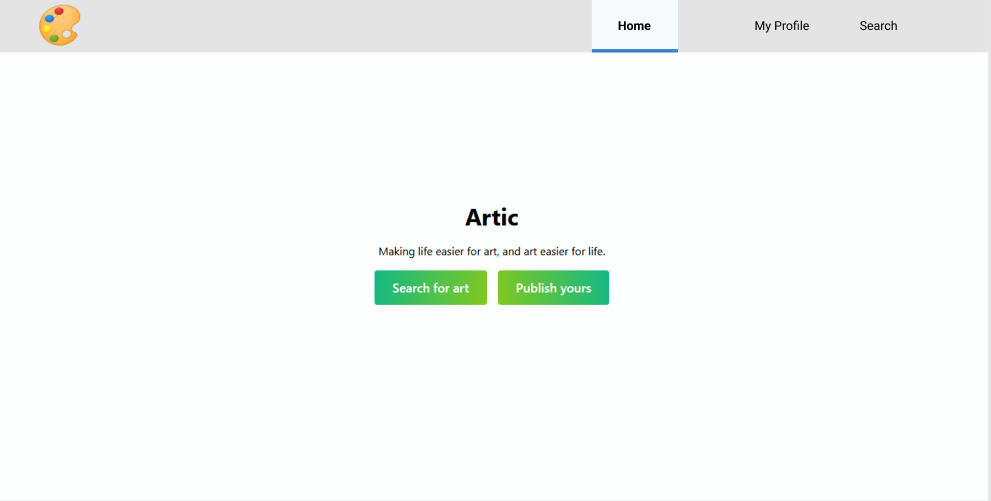 Home My Profile Search
Artic
Making life easier for art, and art easier for life.
Search for art Publish yours